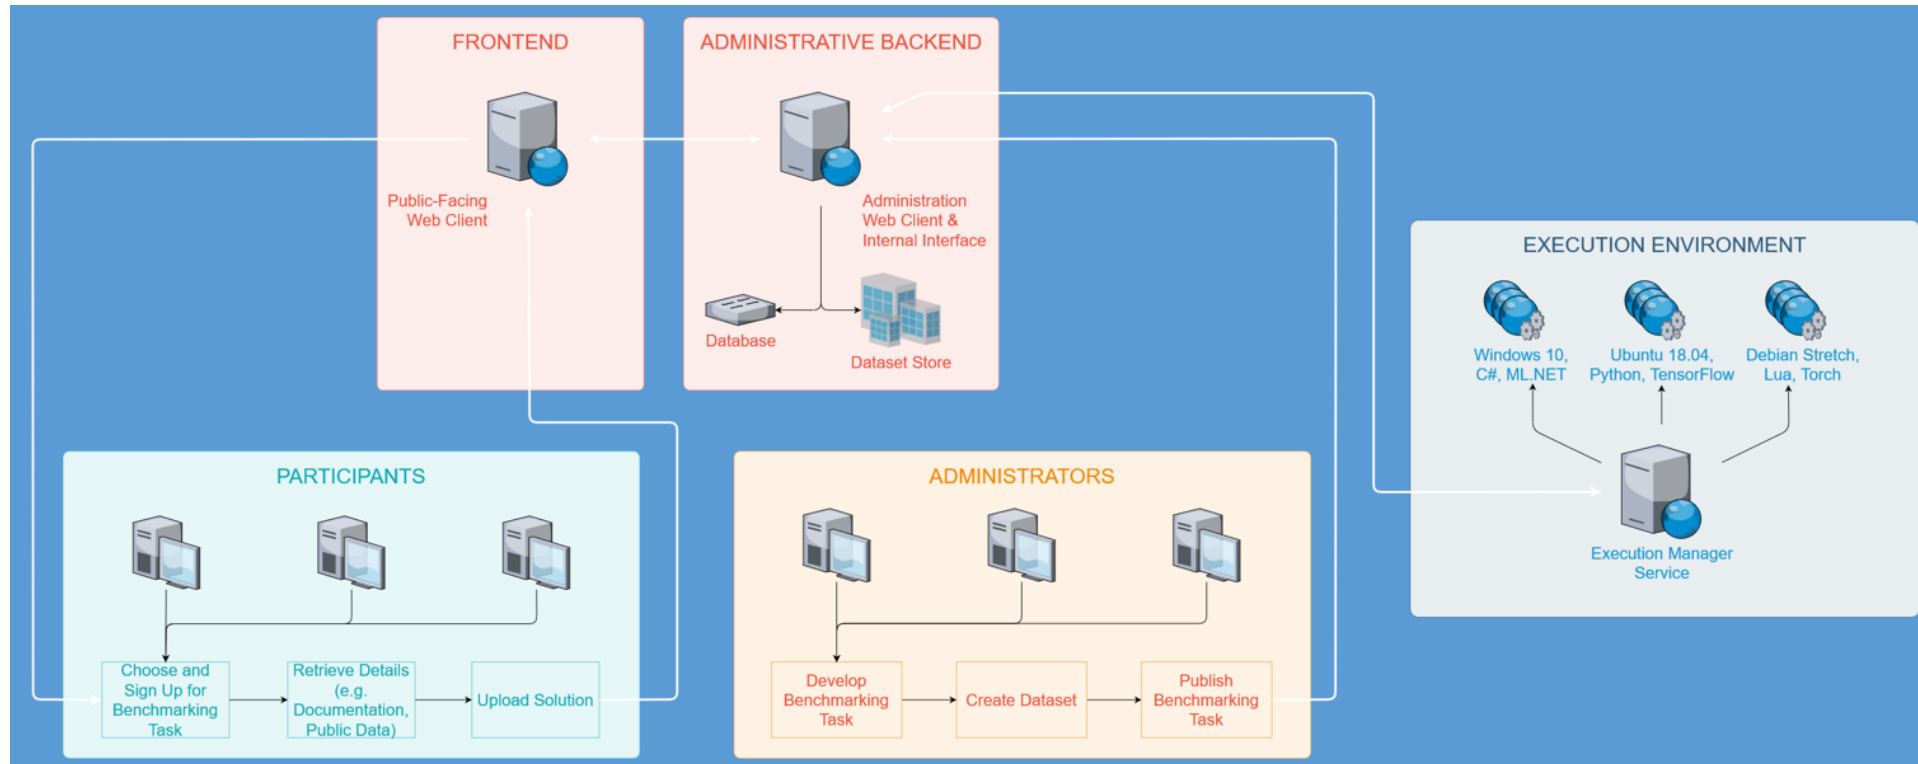 FRONTEND
Public-Facing
Web Client
ADMINISTRATIVE BACKEND
Administration
Web Client &
Internal Interface
Database
Dataset Store
EXECUTION ENVIRONMENT
Windows 10,
C#, ML.NET
Ubuntu 18.04,
Python, TensorFlow
Debian Stretch,
Lua, Torch
Execution Manager
Service
PARTICIPANTS
Choose and
Sign Up for
Benchmarking
Task
Retrieve Details
(e.g.
Documentation,
Public Data)
Upload Solution
ADMINISTRATORS
Develop
Benchmarking
Task
Create Dataset
Publish
Benchmarking
Task